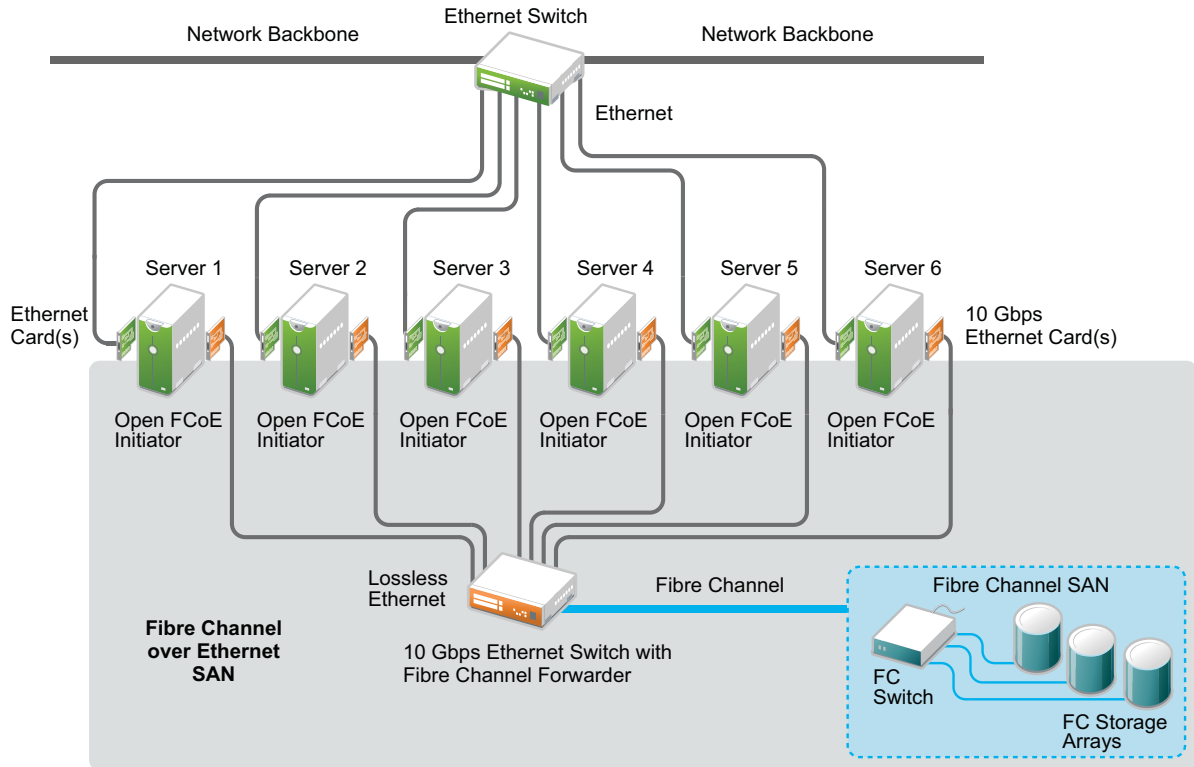 Ethernet Switch
Network Backbone
Network Backbone
Ethernet
Server 1
Server 2
Server 3
Server 4
Server 5
Server 6
Ethernet
Card(s)
10 Gbps
Ethernet Card(s)
Open FCoE
Initiator
Open FCoE
Initiator
Open FCoE
Initiator
Open FCoE
Initiator
Open FCoE
Initiator
Open FCoE
Initiator
Lossless
Ethernet
Fibre Channel
Fibre Channel SAN
Fibre Channel
over Ethernet
SAN
10 Gbps Ethernet Switch with
Fibre Channel Forwarder
FC
Switch
FC Storage
Arrays